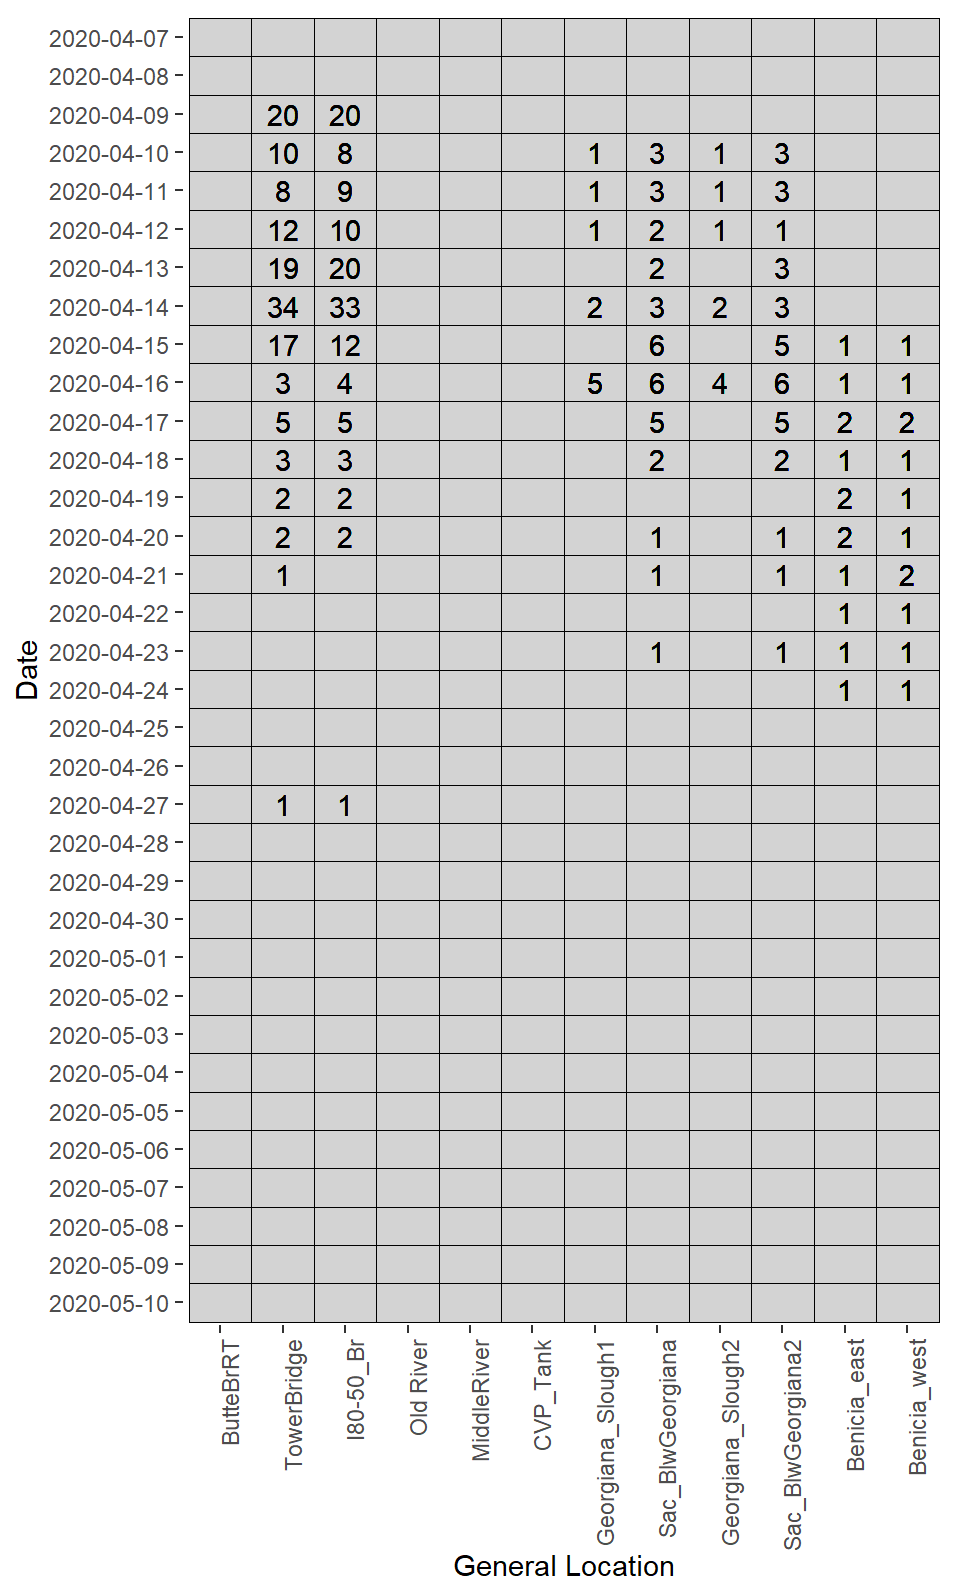 2020-04-07
2020-04-08
2020-04-09 20 20
2020-04-10 10 8 1 3 1 3
2020-04-11 8 9 1 3 1 3
2020-04-12 12 10 1 2 1 1
2020-04-13 19 20 2 3
2020-04-14 34 33 2 3 2 3
2020-04-15 17 12 6 5 1 1
2020-04-16 3 4 5 6 4 6 1 1
2020-04-17 5 5 5 5 2 2
2020-04-18 3 3 2 2 1 1
2020-04-19 2 2 2 1
2020-04-20 2 2 1 1 2 1
2020-04-21 1 1 1 1 2
2020-04-22 1 1
2020-04-23 1 1 1 1
2020-04-24 1 1
2020-04-25
2020-04-26
2020-04-27 1 1
2020-04-28
2020-04-29
2020-04-30
2020-05-01
2020-05-02
2020-05-03
2020-05-04
2020-05-05
2020-05-06
2020-05-07
2020-05-08
2020-05-09
2020-05-10
Date
ButteBrRT
TowerBridge
I80-50_Br
Old River
MiddleRiver
CVP_Tank
Georgiana_Slough1
Sac_BlwGeorgiana
Georgiana_Slough2
Sac_BlwGeorgiana2
Benicia_east
Benicia_west
General Location